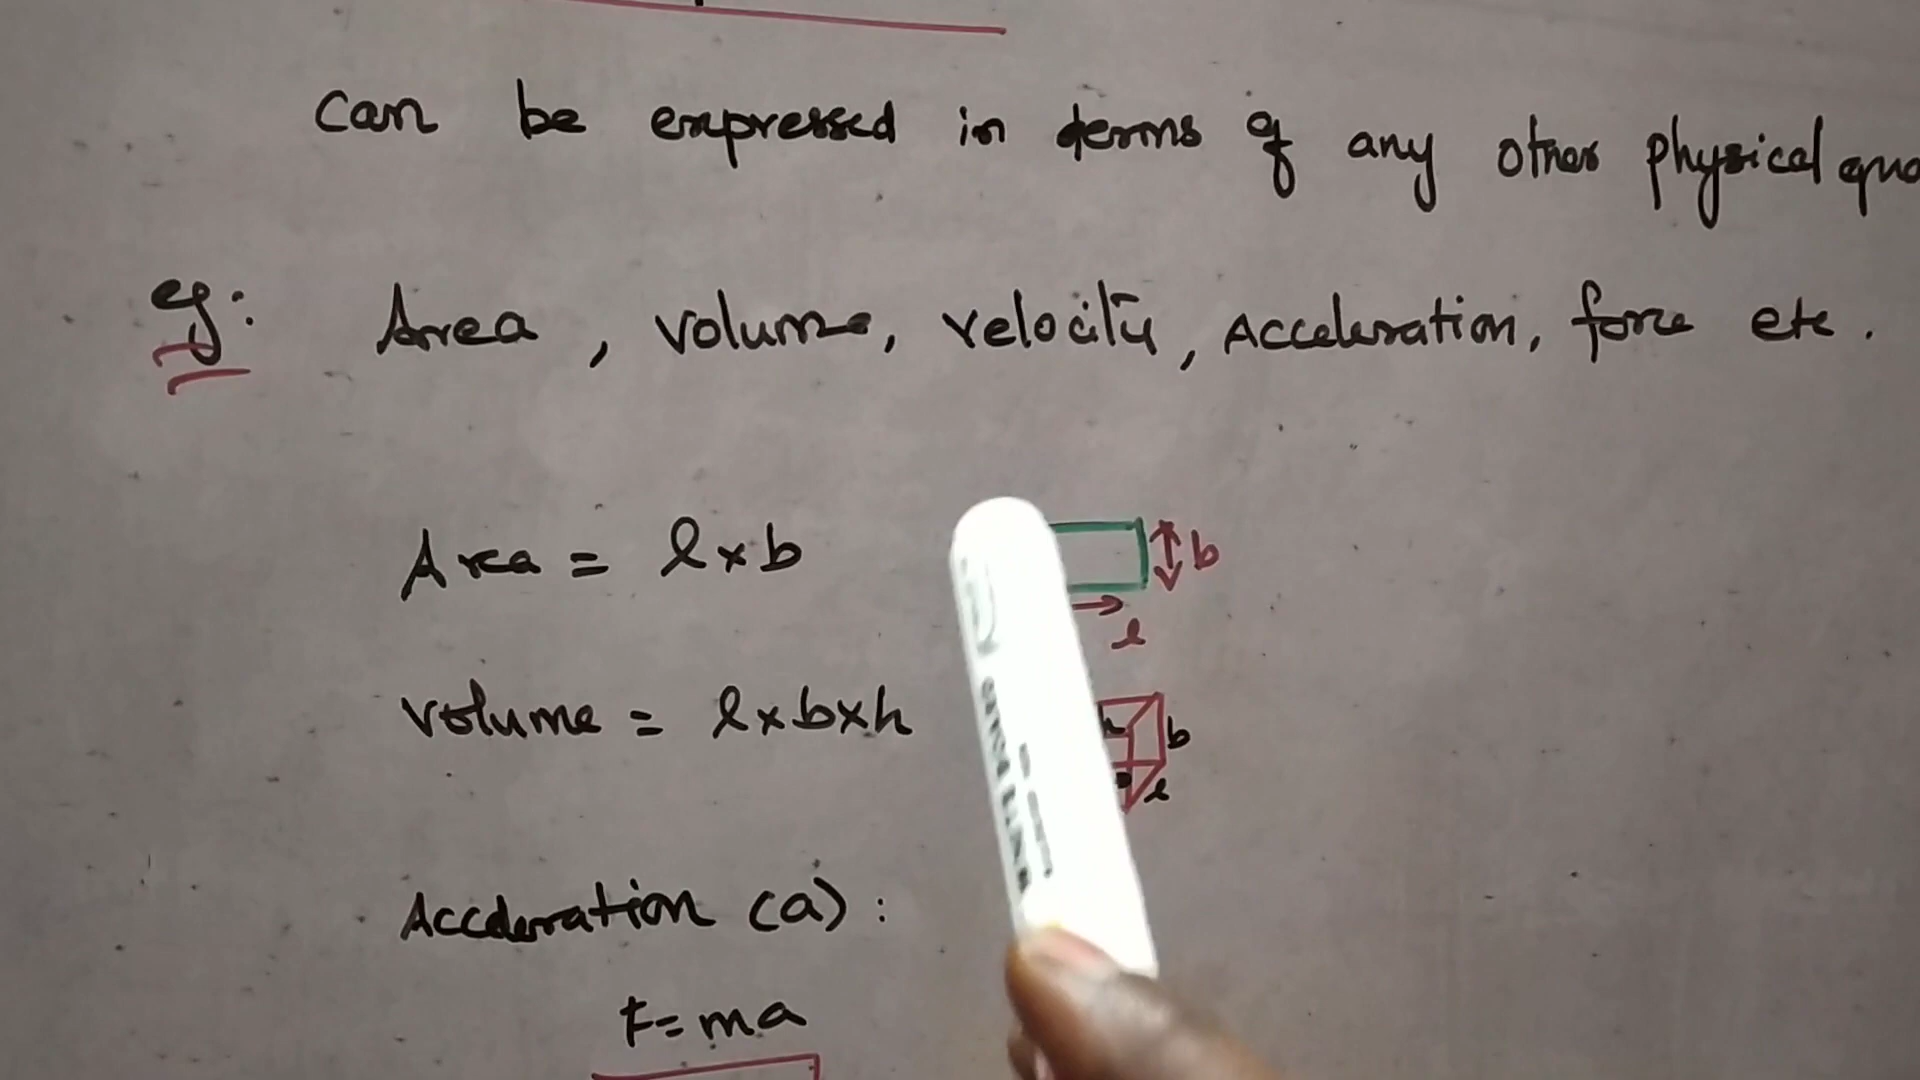 can be expressed in terms of any other physical qua
eg: Area, volume, velocity, Acceleration, force etc.
Area = l×b
b
l
volume = l×b×h
h
b
l
Acceleration (a):
F=ma